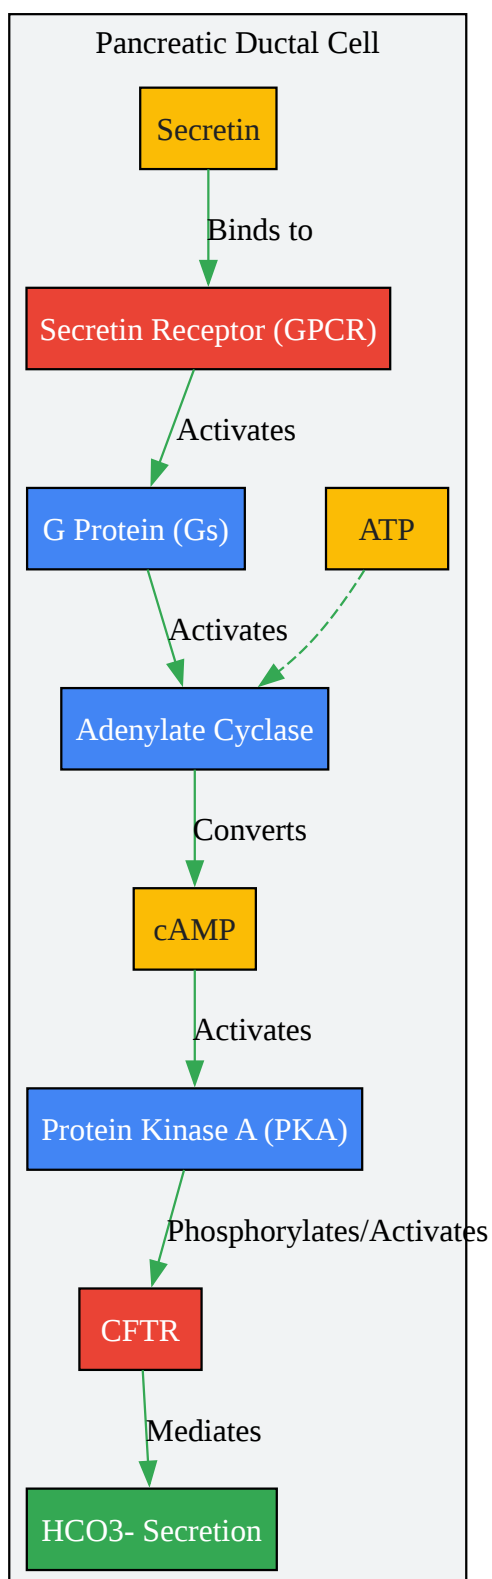 Pancreatic Ductal Cell
Secretin
Binds to
Secretin Receptor (GPCR)
Activates
G Protein (Gs)
ATP
Activates
Adenylate Cyclase
Converts
cAMP
Activates
Protein Kinase A (PKA)
Phosphorylates/Activates
CFTR
Mediates
HCO3- Secretion